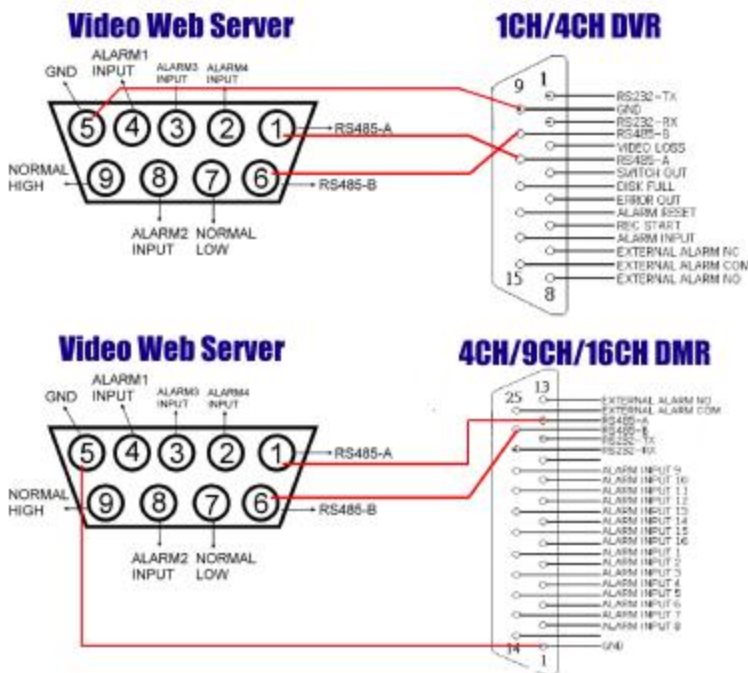 Video Web Server
1CH/4CH DVR
ALARM1
INPUT
ALARM3
INPUT
ALARM4
INPUT
GND
5
4
3
2
1
RS485-A
NORMAL
HIGH
9
8
7
6
RS485-B
ALARM2
INPUT
NORMAL
LOW
9
1
RS232-TX
GND
RS232-RX
RS485-B
VIDEO LOSS
RS485-A
SWITCH OUT
DISK FULL
ERROR OUT
ALARM RESET
REC START
ALARM INPUT
EXTERNAL ALARM NC
EXTERNAL ALARM COM
EXTERNAL ALARM NO
15
8
Video Web Server
4CH/9CH/16CH DMR
ALARM1
INPUT
ALARM3
INPUT
ALARM4
INPUT
GND
5
4
3
2
1
RS485-A
NORMAL
HIGH
9
8
7
6
RS485-B
ALARM2
INPUT
NORMAL
LOW
25
13
EXTERNAL ALARM NO
EXTERNAL ALARM COM
RS485-A
RS485-B
RS232-TX
RS232-RX
ALARM INPUT 9
ALARM INPUT 10
ALARM INPUT 11
ALARM INPUT 12
ALARM INPUT 13
ALARM INPUT 14
ALARM INPUT 15
ALARM INPUT 16
ALARM INPUT 1
ALARM INPUT 2
ALARM INPUT 3
ALARM INPUT 4
ALARM INPUT 5
ALARM INPUT 6
ALARM INPUT 7
ALARM INPUT 8
GND
14
1